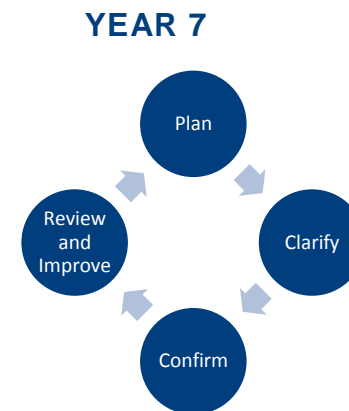 YEAR 7
Plan
Clarify
Confirm
Review
and
Improve